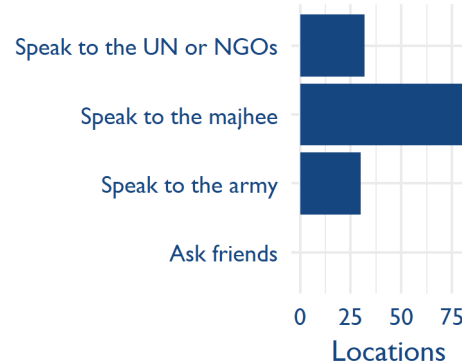 Speak to the UN or NGOs
Speak to the majhee
Speak to the army
Ask friends
0 25 50 75
Locations